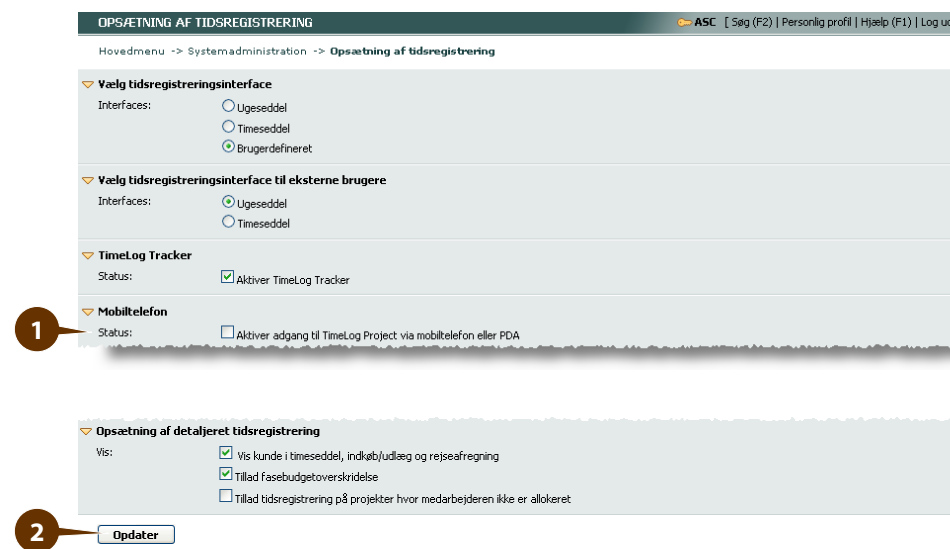 OPSÆTNING AF TIDSREGISTRERING
ASC [ Søg (F2) | Personlig profil | Hjælp (F1) | Log
Hovedmenu -> Systemadministration -> Opsætning af tidsregistrering
Vælg tidsregistreringsinterface
Interfaces:
Ugeseddel
Timeseddel
Brugerdefineret
Vælg tidsregistreringsinterface til eksterne brugere
Interfaces:
Ugeseddel
Timeseddel
TimeLog Tracker
Status:
Aktiver TimeLog Tracker
Mobiltelefon
1
Status:
Aktiver adgang til TimeLog Project via mobiltelefon eller PDA
Opsætning af detaljeret tidsregistrering
Vis:
Vis kunde i timeseddel, indkøb/udlæg og rejseafregning
Tillad fasebudgetoverskridelse
Tillad tidsregistrering på projekter hvor medarbejderen ikke er allokeret
2
Opdater